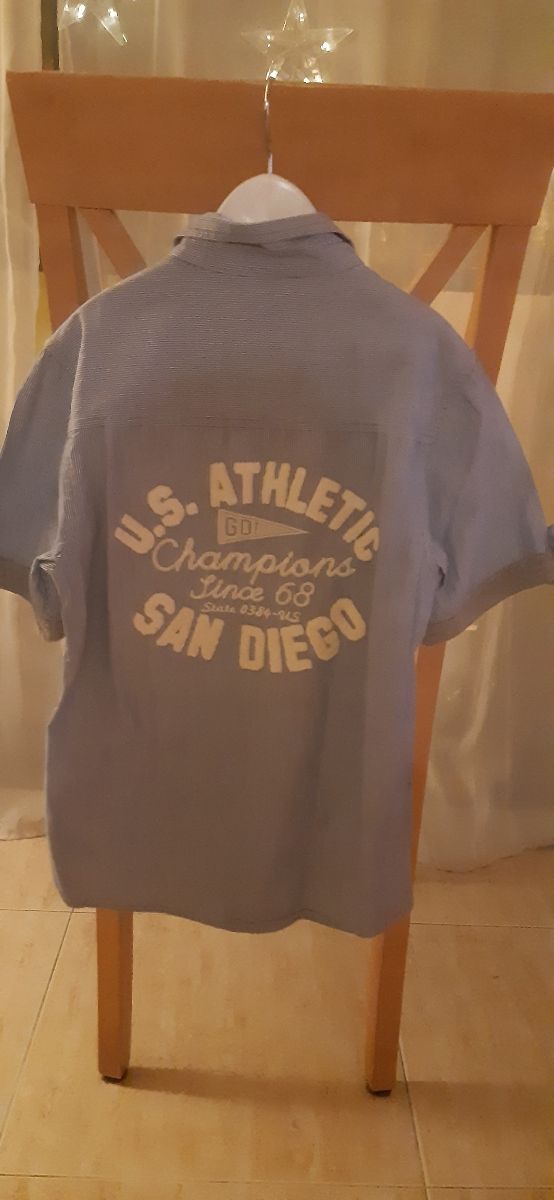 U.S. ATHLETIC
GO!
Champions
Since 68
State 0384-US
SAN DIEGO